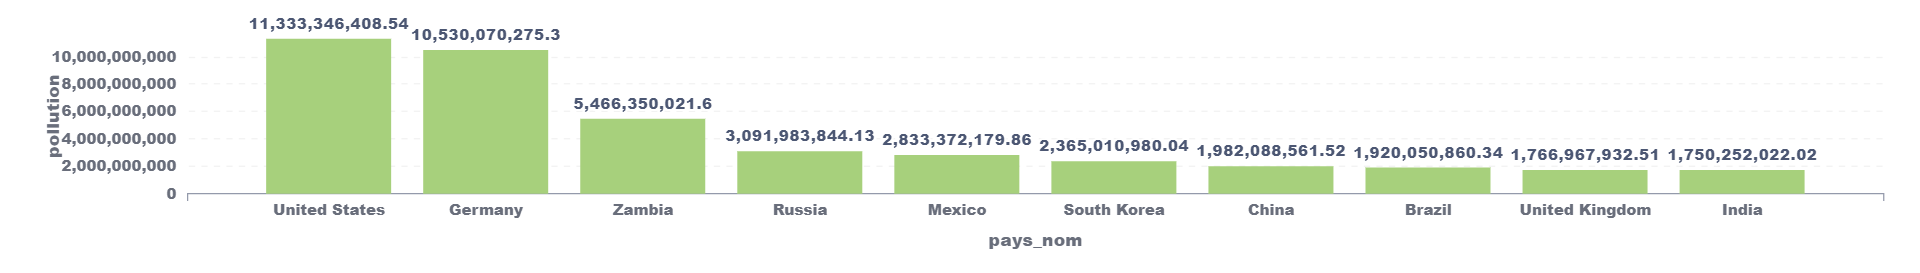 11,333,346,408.54
10,530,070,275.3
5,466,350,021.6
3,091,983,844.13
2,833,372,179.86
2,365,010,980.04
1,982,088,561.52
1,920,050,860.34
1,766,967,932.51
1,750,252,022.02
pollution
10,000,000,000
8,000,000,000
6,000,000,000
4,000,000,000
2,000,000,000
0
United States
Germany
Zambia
Russia
Mexico
South Korea
China
Brazil
United Kingdom
India
pays_nom